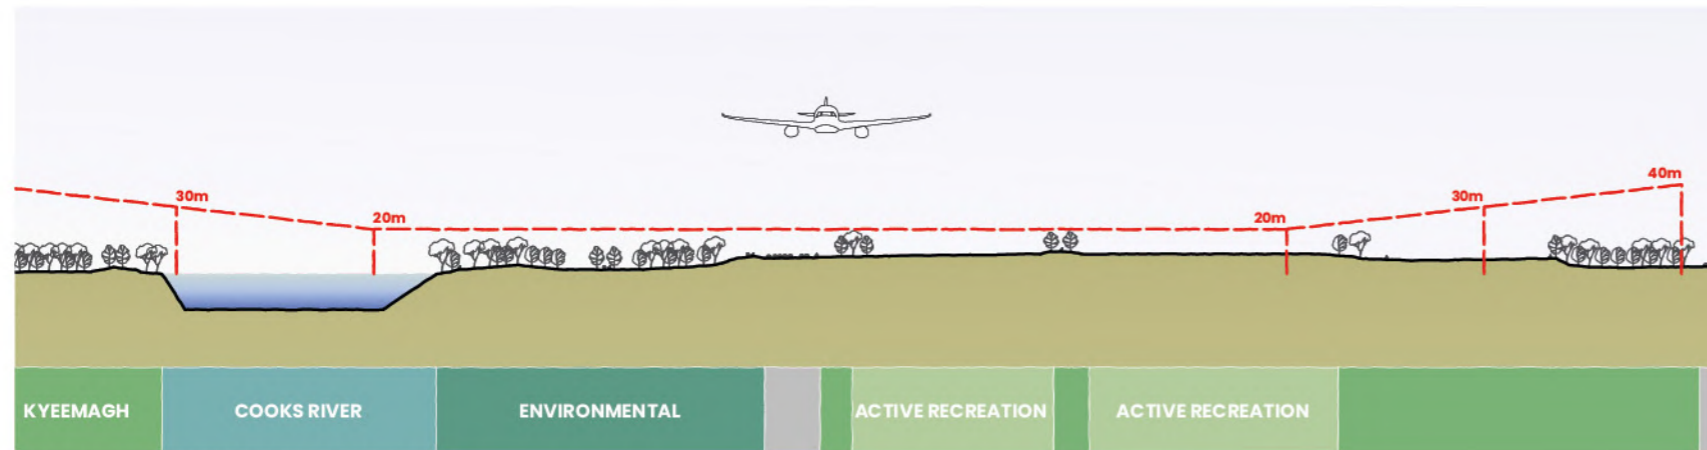 30m
20m
20m
30m
40m
KYEEMAGH
COOKS RIVER
ENVIRONMENTAL
ACTIVE RECREATION
ACTIVE RECREATION